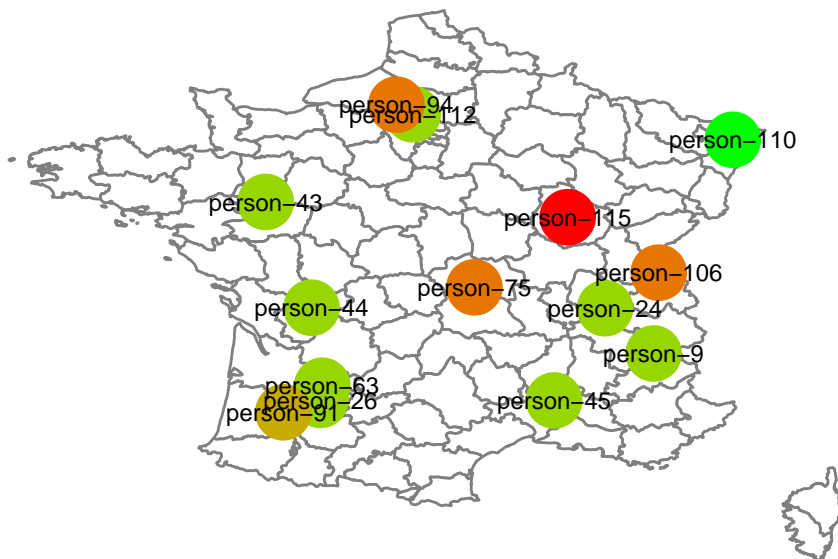 person−94
person−112
person−110
person−43
person−115
person−106
person−75
person−44
person−24
person−9
person−63
person−26
person−45
person−91